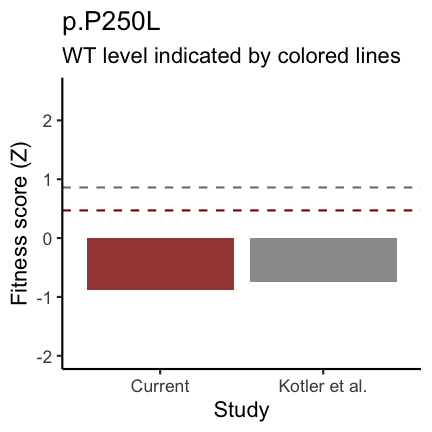 p.P250L
WT level indicated by colored lines
Fitness score (Z)
2
1
0
-1
-2
Current
Kotler et al.
Study